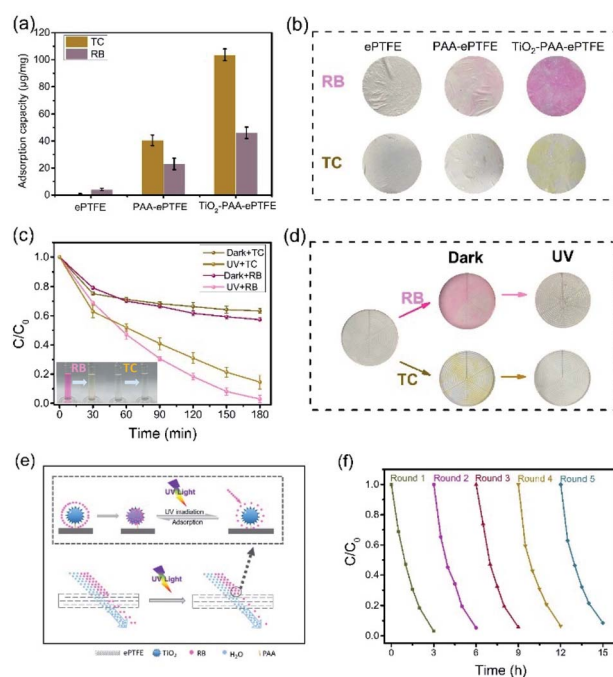 (a)
TC
RB
Adsorption capacity (μg/mg)
120
100
80
60
40
20
0
ePTFE
PAA-ePTFE
TiO₂-PAA-ePTFE
(b)
ePTFE
PAA-ePTFE
TiO₂-PAA-ePTFE
RB
TC
(c)
Dark+TC
UV+TC
Dark+RB
UV+RB
C/C₀
1.0
0.8
0.6
0.4
0.2
0.0
RB
TC
0 30 60 90 120 150 180
Time (min)
(d)
Dark
UV
RB
TC
(e)
UV Light
UV irradiation
Adsorption
UV Light
ePTFE
TIO₂
RB
H₂O
PAA
(f)
Round 1 Round 2 Round 3 Round 4 Round 5
C/C₀
1.0
0.8
0.6
0.4
0.2
0.0
0 3 6 9 12 15
Time (h)